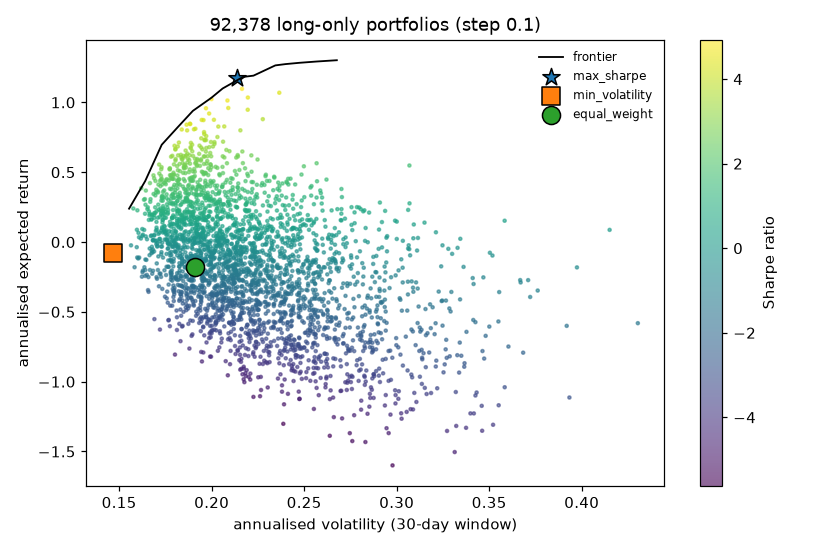 92,378 long-only portfolios (step 0.1)
frontier
max_sharpe
min_volatility
equal_weight
1.0
0.5
0.0
−0.5
−1.0
−1.5
annualised expected return
0.15
0.20
0.25
0.30
0.35
0.40
annualised volatility (30-day window)
4
2
0
−2
−4
Sharpe ratio